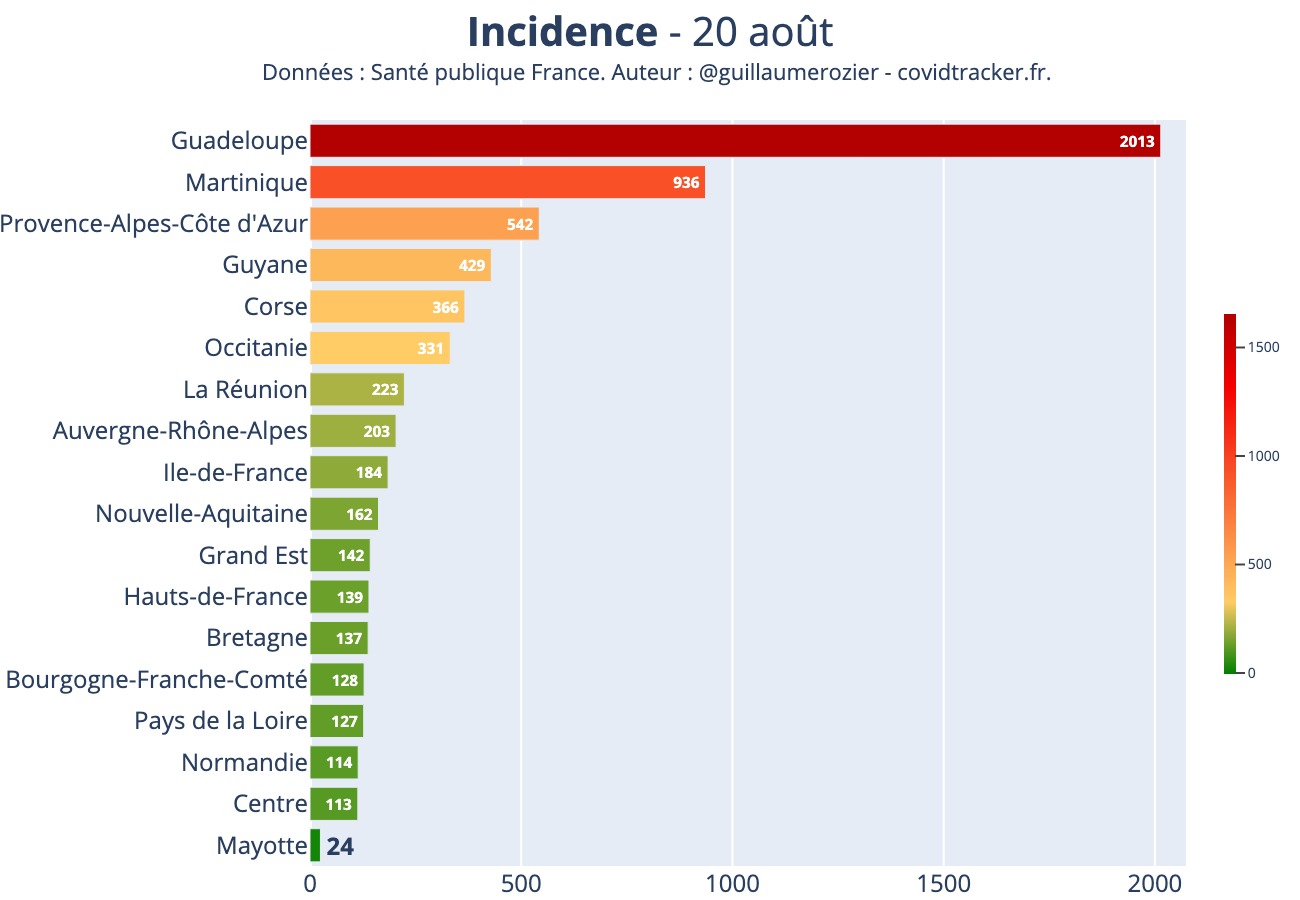 Incidence - 20 août
Données : Santé publique France. Auteur : @guillaumerozier - covidtracker.fr.
Guadeloupe 2013
Martinique 936
Provence-Alpes-Côte d'Azur 542
Guyane 429
Corse 366
Occitanie 331
La Réunion 223
Auvergne-Rhône-Alpes 203
Ile-de-France 184
Nouvelle-Aquitaine 162
Grand Est 142
Hauts-de-France 139
Bretagne 137
Bourgogne-Franche-Comté 128
Pays de la Loire 127
Normandie 114
Centre 113
Mayotte 24
0 500 1000 1500 2000
1500
1000
500
0